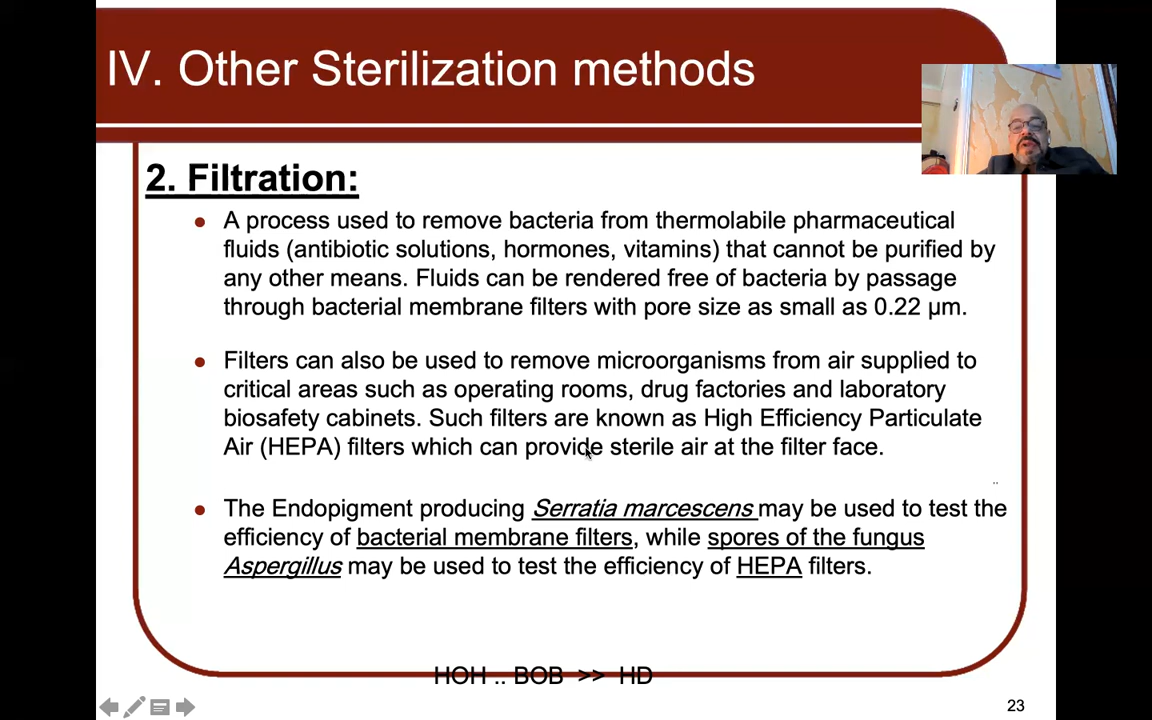 IV. Other Sterilization methods
2. Filtration:
A process used to remove bacteria from thermolabile pharmaceutical
fluids (antibiotic solutions, hormones, vitamins) that cannot be purified by
any other means. Fluids can be rendered free of bacteria by passage
through bacterial membrane filters with pore size as small as 0.22 μm.
Filters can also be used to remove microorganisms from air supplied to
critical areas such as operating rooms, drug factories and laboratory
biosafety cabinets. Such filters are known as High Efficiency Particulate
Air (HEPA) filters which can provide sterile air at the filter face.
..
The Endopigment producing Serratia marcescens may be used to test the
efficiency of bacterial membrane filters, while spores of the fungus
Aspergillus may be used to test the efficiency of HEPA filters.
HOH .. BOB >> HD
23